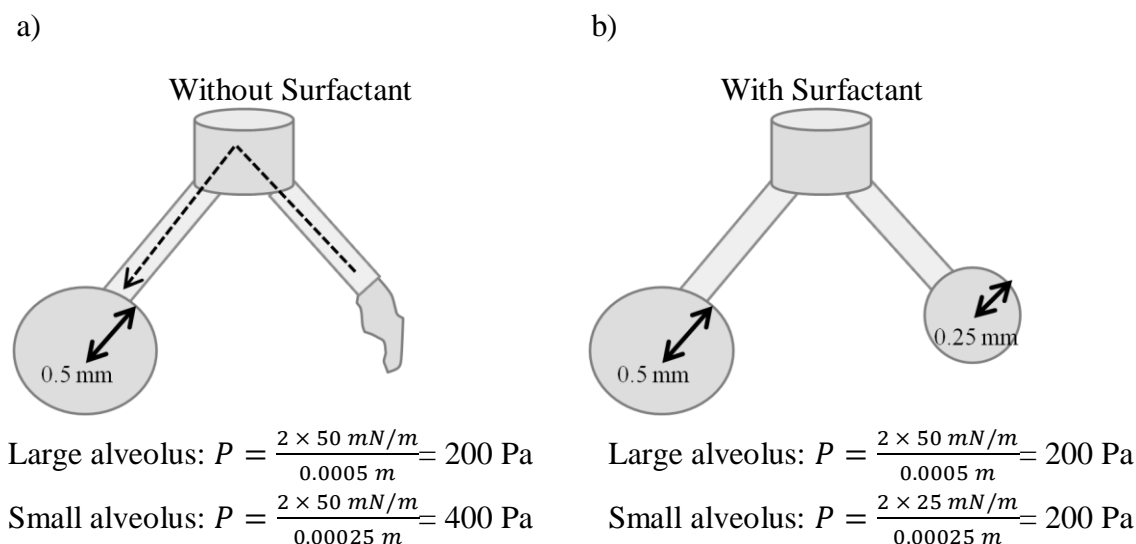 a)
Without Surfactant
0.5 mm
Large alveolus: P = 2 × 50 mN/m / 0.0005 m = 200 Pa
Small alveolus: P = 2 × 50 mN/m / 0.00025 m = 400 Pa
b)
With Surfactant
0.5 mm
0.25 mm
Large alveolus: P = 2 × 50 mN/m / 0.0005 m = 200 Pa
Small alveolus: P = 2 × 25 mN/m / 0.00025 m = 200 Pa